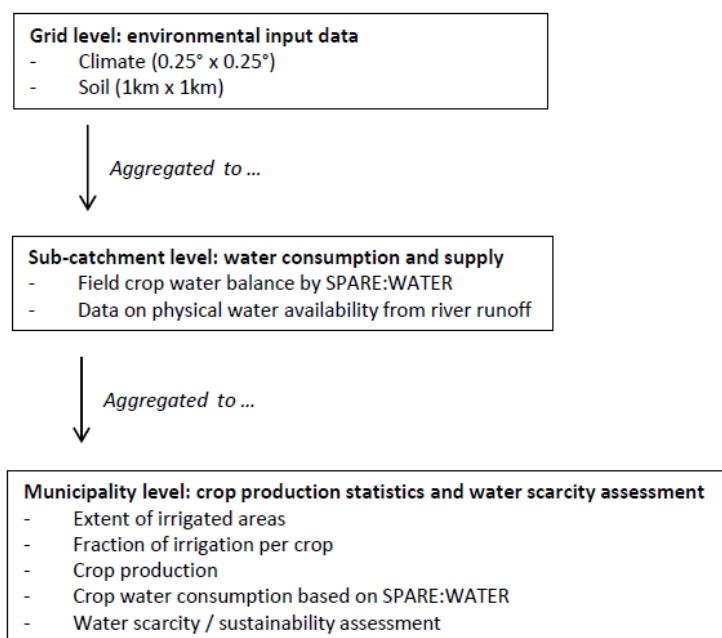 Grid level: environmental input data
- Climate (0.25° x 0.25°)
- Soil (1km x 1km)
Aggregated to ...
Sub-catchment level: water consumption and supply
- Field crop water balance by SPARE:WATER
- Data on physical water availability from river runoff
Aggregated to ...
Municipality level: crop production statistics and water scarcity assessment
- Extent of irrigated areas
- Fraction of irrigation per crop
- Crop production
- Crop water consumption based on SPARE:WATER
- Water scarcity / sustainability assessment